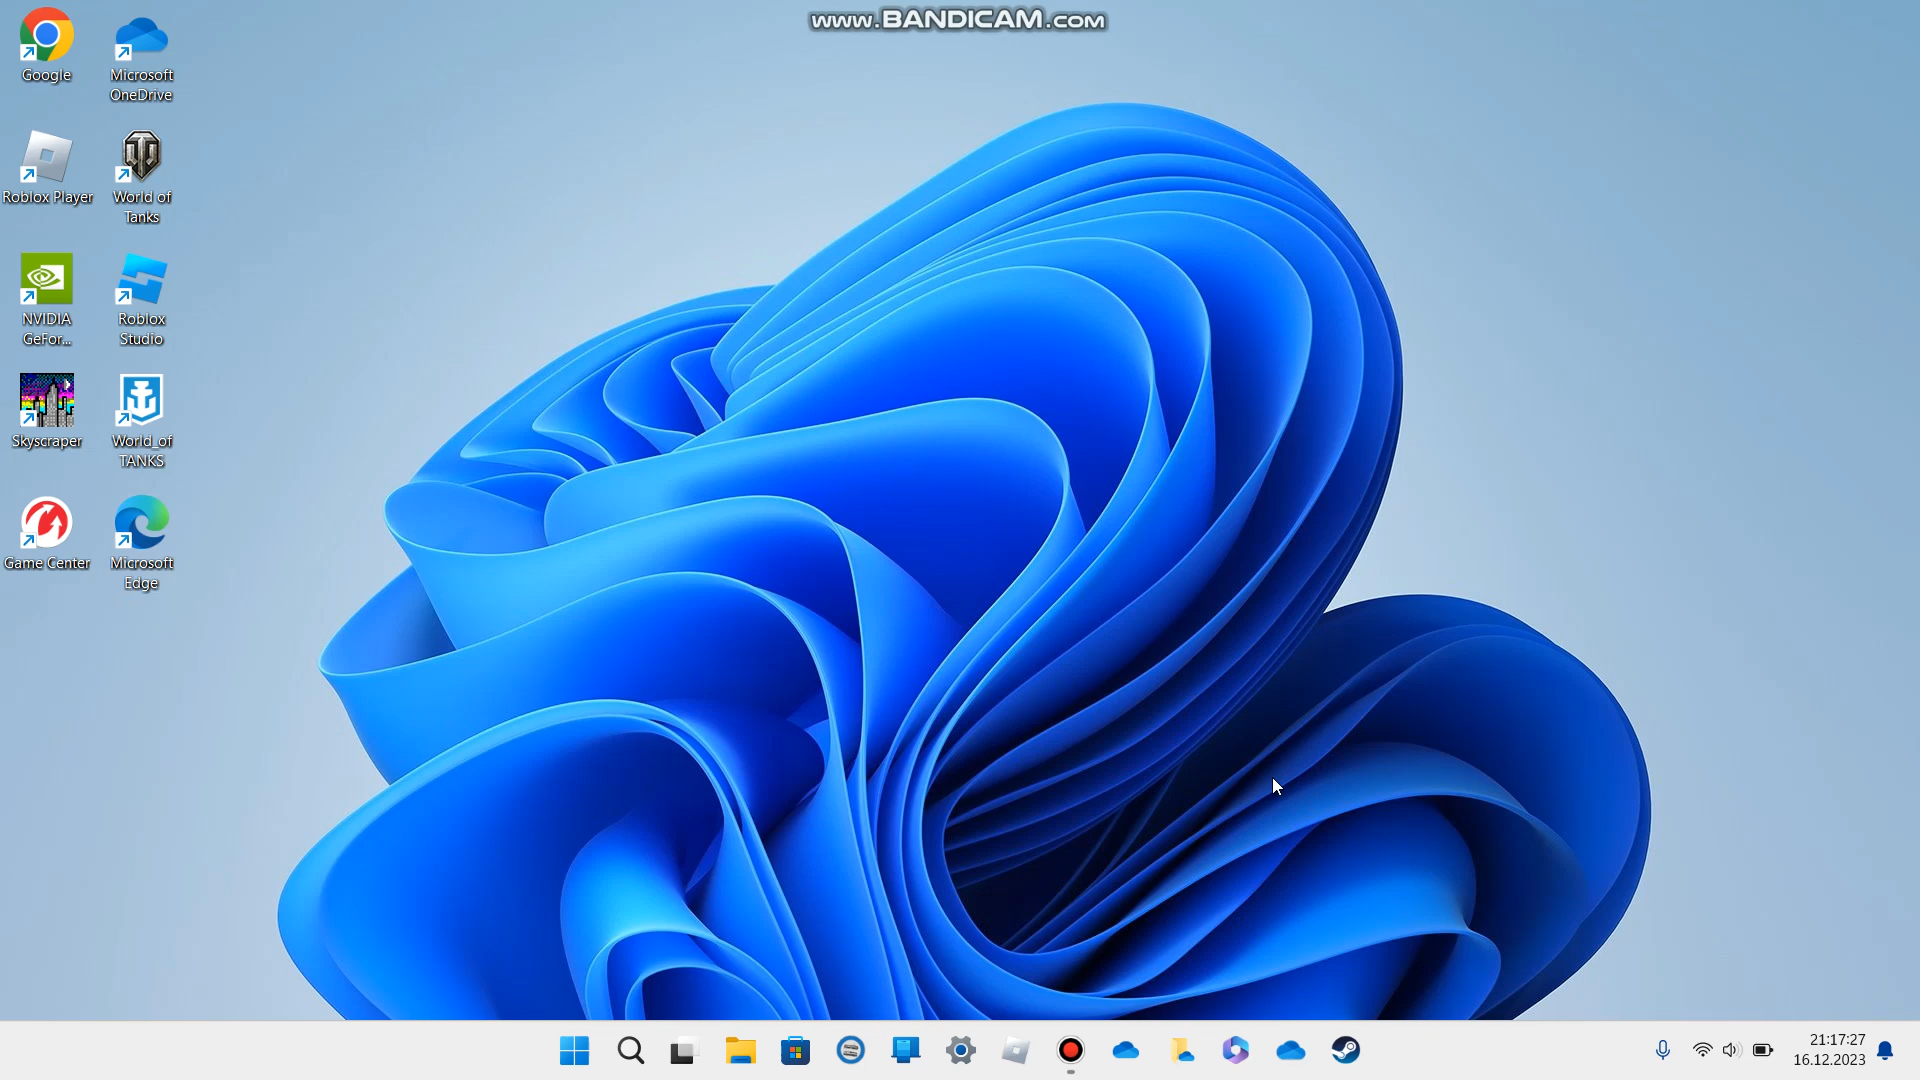 www.BANDICAM.com
Google
Microsoft
OneDrive
Roblox Player
World of
Tanks
NVIDIA
GeFor...
Roblox
Studio
Skyscraper
World_of
TANKS
Game Center
Microsoft
Edge
21:17:27
16.12.2023